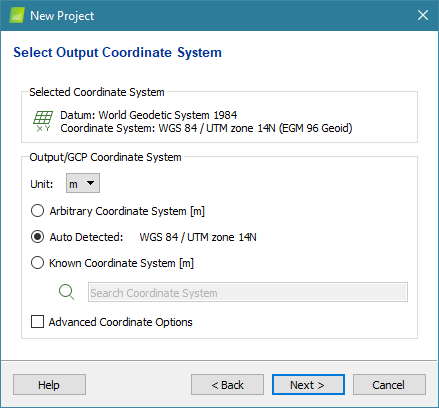 New Project
Select Output Coordinate System
Selected Coordinate System
X Y
Datum: World Geodetic System 1984
Coordinate System: WGS 84 / UTM zone 14N (EGM 96 Geoid)
Output/GCP Coordinate System
Unit: m
Arbitrary Coordinate System [m]
Auto Detected: WGS 84 / UTM zone 14N
Known Coordinate System [m]
Search Coordinate System
Advanced Coordinate Options
Help < Back Next > Cancel